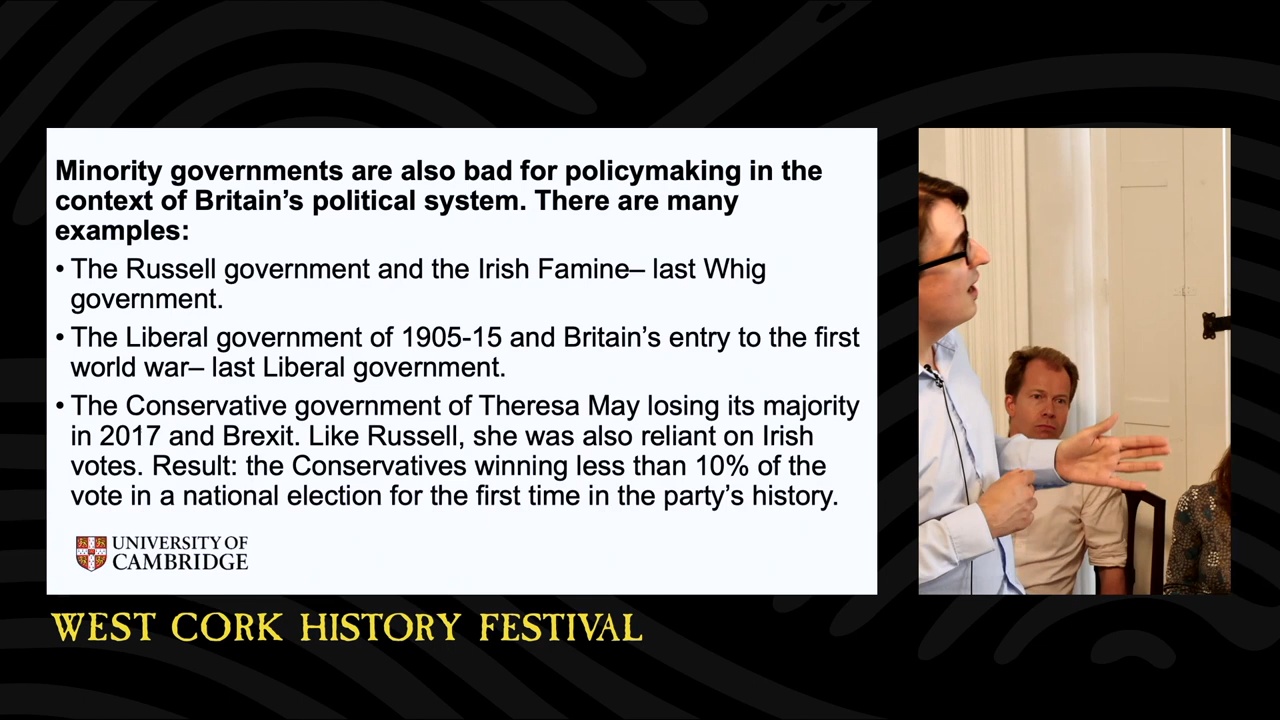 Minority governments are also bad for policymaking in the
context of Britain's political system. There are many
examples:
• The Russell government and the Irish Famine– last Whig
government.
• The Liberal government of 1905-15 and Britain's entry to the first
world war– last Liberal government.
• The Conservative government of Theresa May losing its majority
in 2017 and Brexit. Like Russell, she was also reliant on Irish
votes. Result: the Conservatives winning less than 10% of the
vote in a national election for the first time in the party's history.
UNIVERSITY OF
CAMBRIDGE
WEST CORK HISTORY FESTIVAL